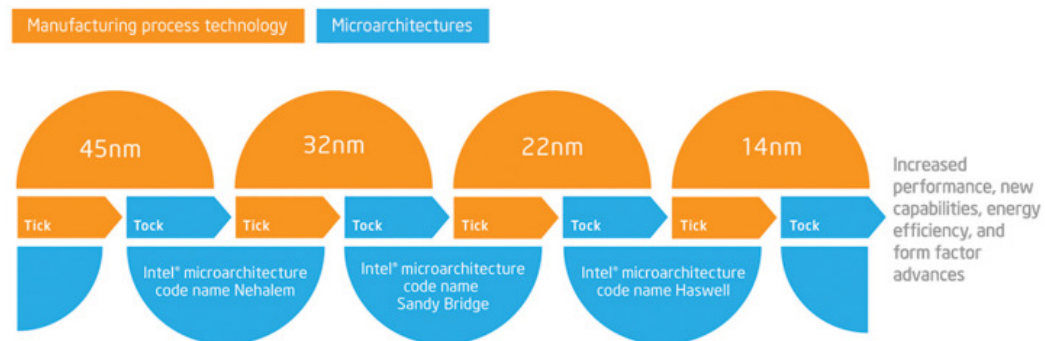 Manufacturing process technology
Microarchitectures
45nm
32nm
22nm
14nm
Tick
Tock
Tick
Tock
Tick
Tock
Tick
Tock
Intel® microarchitecture
code name Nehalem
Intel® microarchitecture
code name
Sandy Bridge
Intel® microarchitecture
code name Haswell
Increased
performance, new
capabilities, energy
efficiency, and
form factor
advances